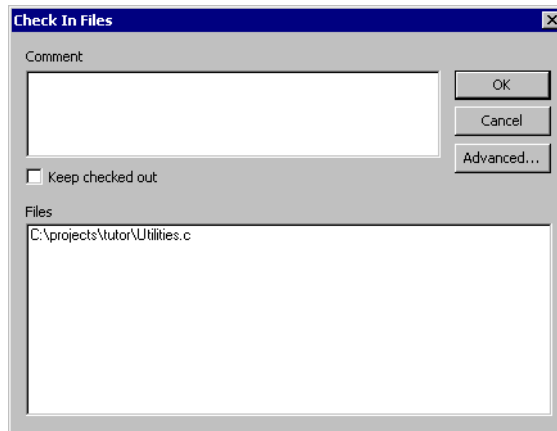 Check In Files
Comment
OK
Cancel
Advanced...
Keep checked out
Files
C:\projects\tutor\Utilities.c